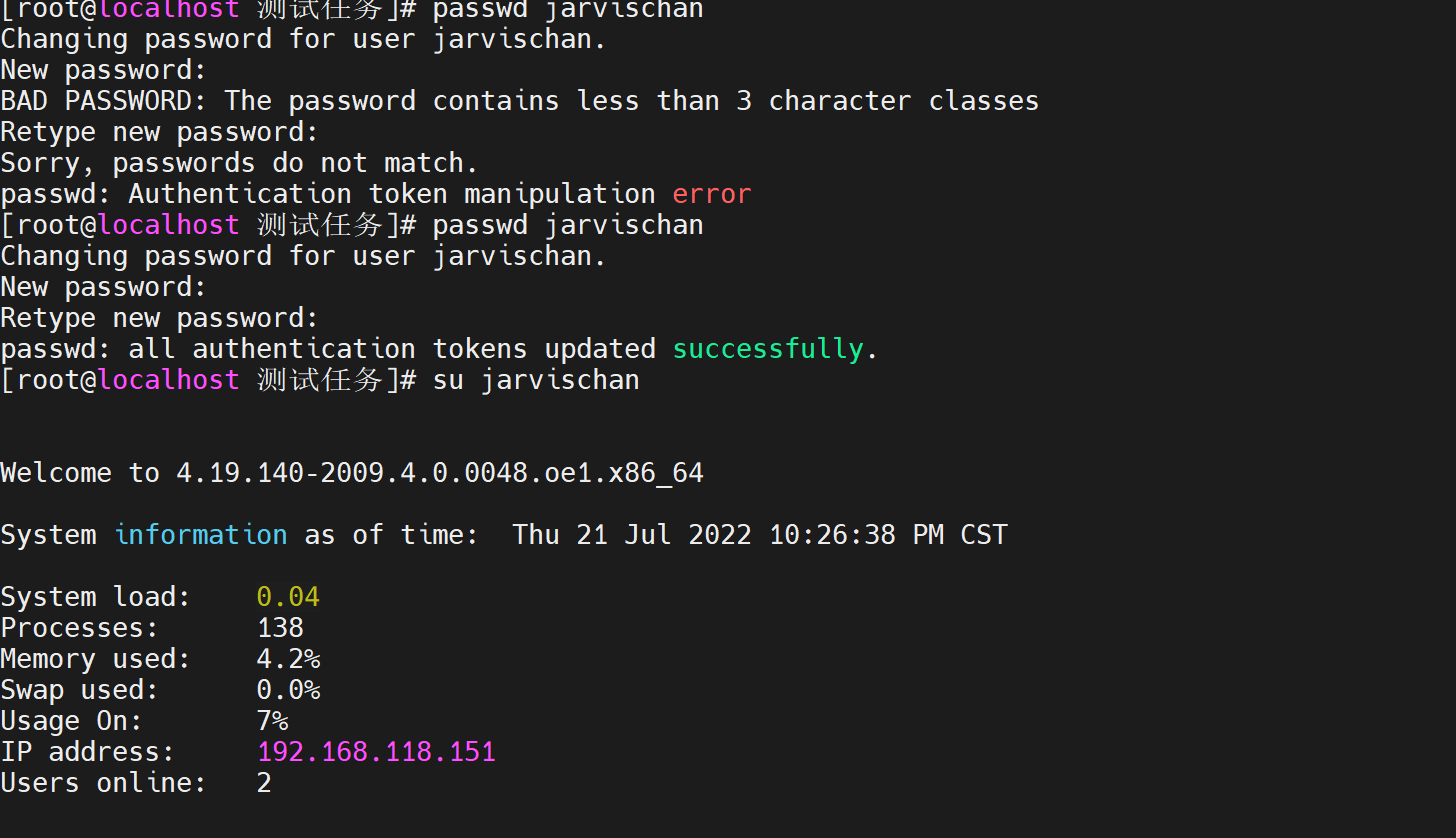 [root@localhost 测试任务]# passwd jarvischan
Changing password for user jarvischan.
New password:
BAD PASSWORD: The password contains less than 3 character classes
Retype new password:
Sorry, passwords do not match.
passwd: Authentication token manipulation error
[root@localhost 测试任务]# passwd jarvischan
Changing password for user jarvischan.
New password:
Retype new password:
passwd: all authentication tokens updated successfully.
[root@localhost 测试任务]# su jarvischan
Welcome to 4.19.140-2009.4.0.0048.oe1.x86_64
System information as of time:  Thu 21 Jul 2022 10:26:38 PM CST
System load:    0.04
Processes:      138
Memory used:    4.2%
Swap used:      0.0%
Usage On:       7%
IP address:     192.168.118.151
Users online:   2